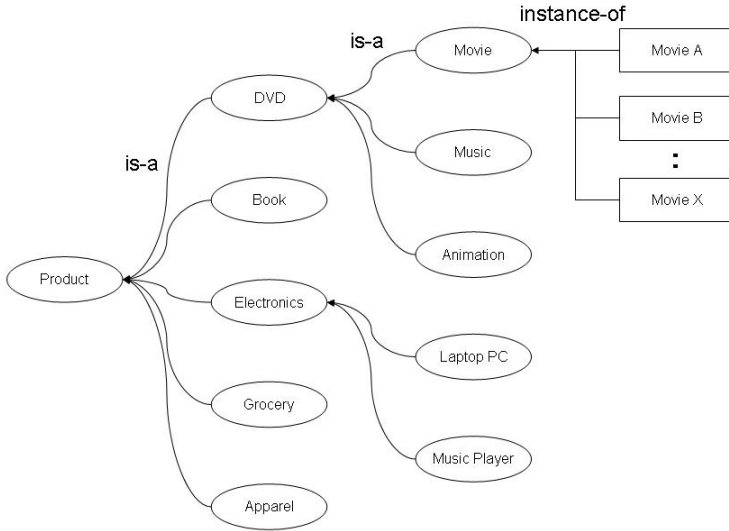 instance-of
is-a
Movie
Movie A
DVD
Movie B
Music
:
is-a
Book
Movie X
Animation
Product
Electronics
Laptop PC
Grocery
Music Player
Apparel